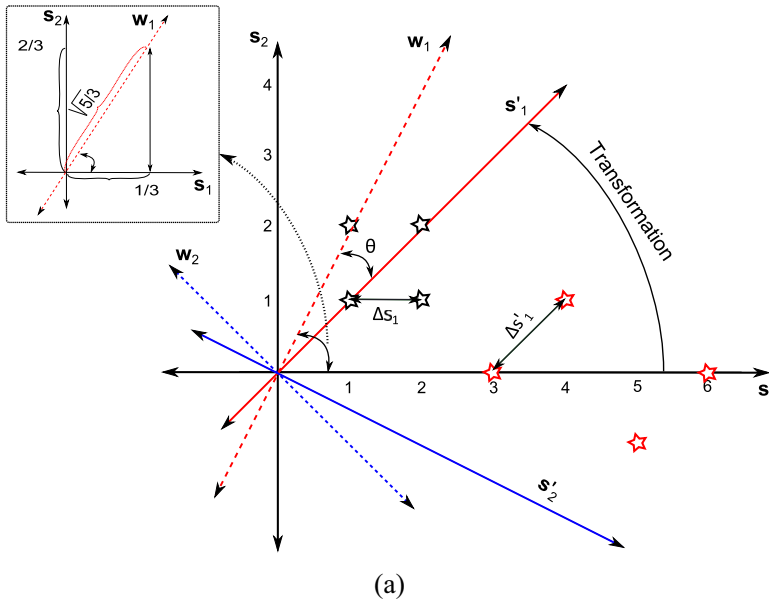 s₂
w₁
2/3
√5/3
s₁
1/3
s₂
w₁
4
s'₁
3
Transformation
2
θ
w₂
1
Δs₁
Δs'₁
1
2
3
4
5
6
s
s'₂
(a)